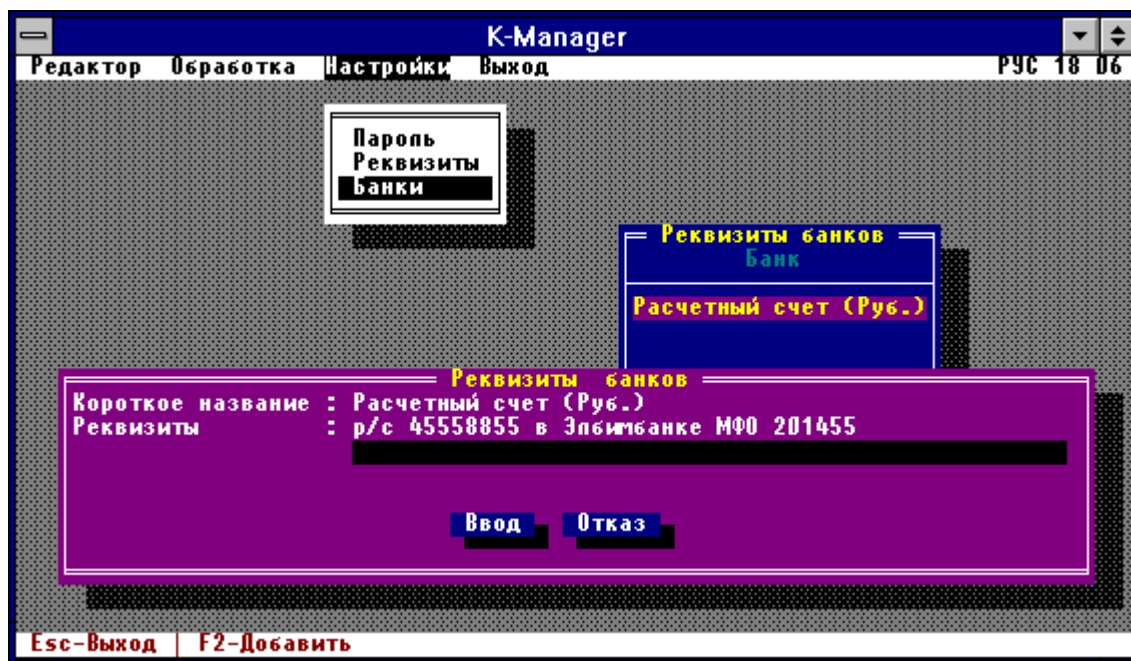 K-Manager
Редактор Обработка Настройки Выход РУС 18 06
Пароль
Реквизиты
Банки
Реквизиты банков
Банк
Расчетный счет (Руб.)
Реквизиты банков
Короткое название : Расчетный счет (Руб.)
Реквизиты : р/с 45558855 в Элбимбанке МФО 201455
Ввод Отказ
Esc-Выход | F2-Добавить